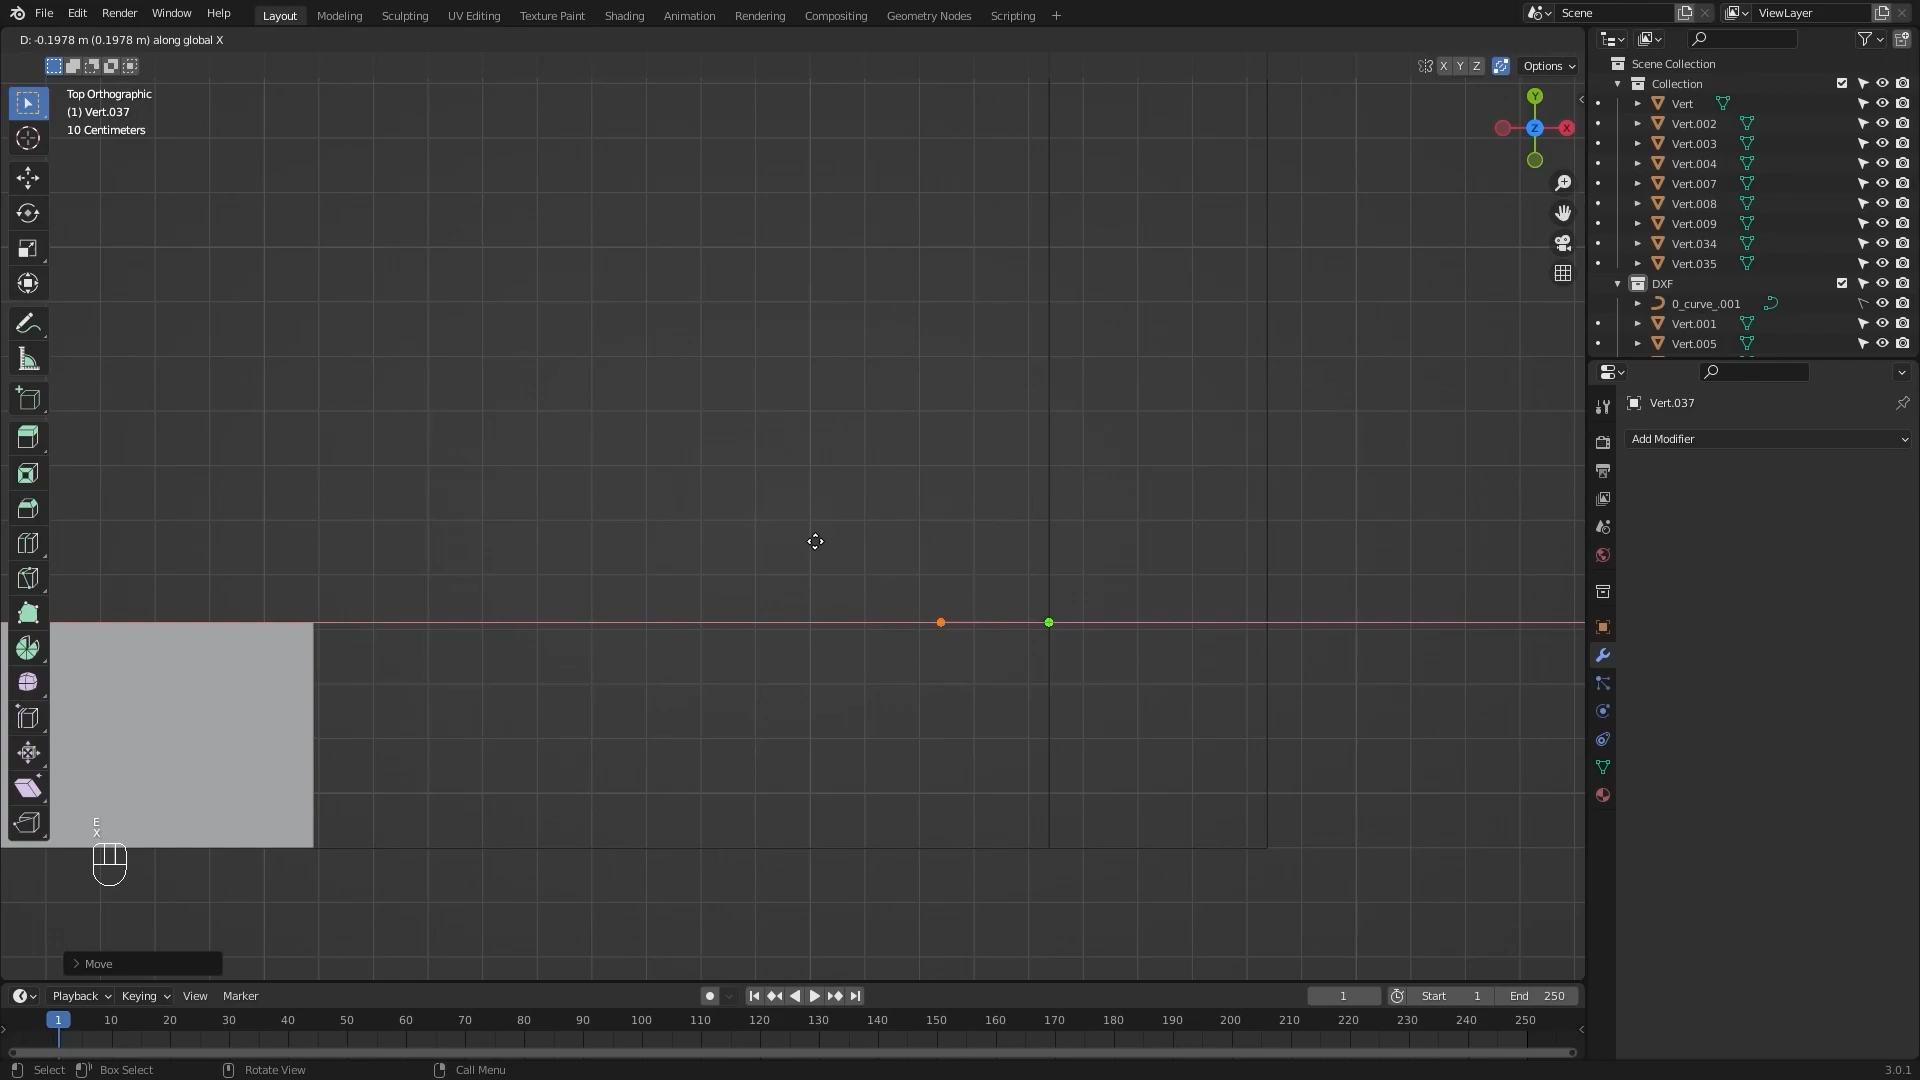 File Edit Render Window Help Layout Modeling Sculpting UV Editing Texture Paint Shading Animation Rendering Compositing Geometry Nodes Scripting + Scene ViewLayer
D: -0.1978 m (0.1978 m) along global X
X Y Z Options
Top Orthographic
(1) Vert.037
10 Centimeters
Y
Z X
Scene Collection
Collection
Vert
Vert.002
Vert.003
Vert.004
Vert.007
Vert.008
Vert.009
Vert.034
Vert.035
DXF
0_curve_.001
Vert.001
Vert.005
Vert.037
Add Modifier
E
X
Move
Playback Keying View Marker 1 Start 1 End 250
1 10 20 30 40 50 60 70 80 90 100 110 120 130 140 150 160 170 180 190 200 210 220 230 240 250
Select Box Select Rotate View Call Menu 3.0.1